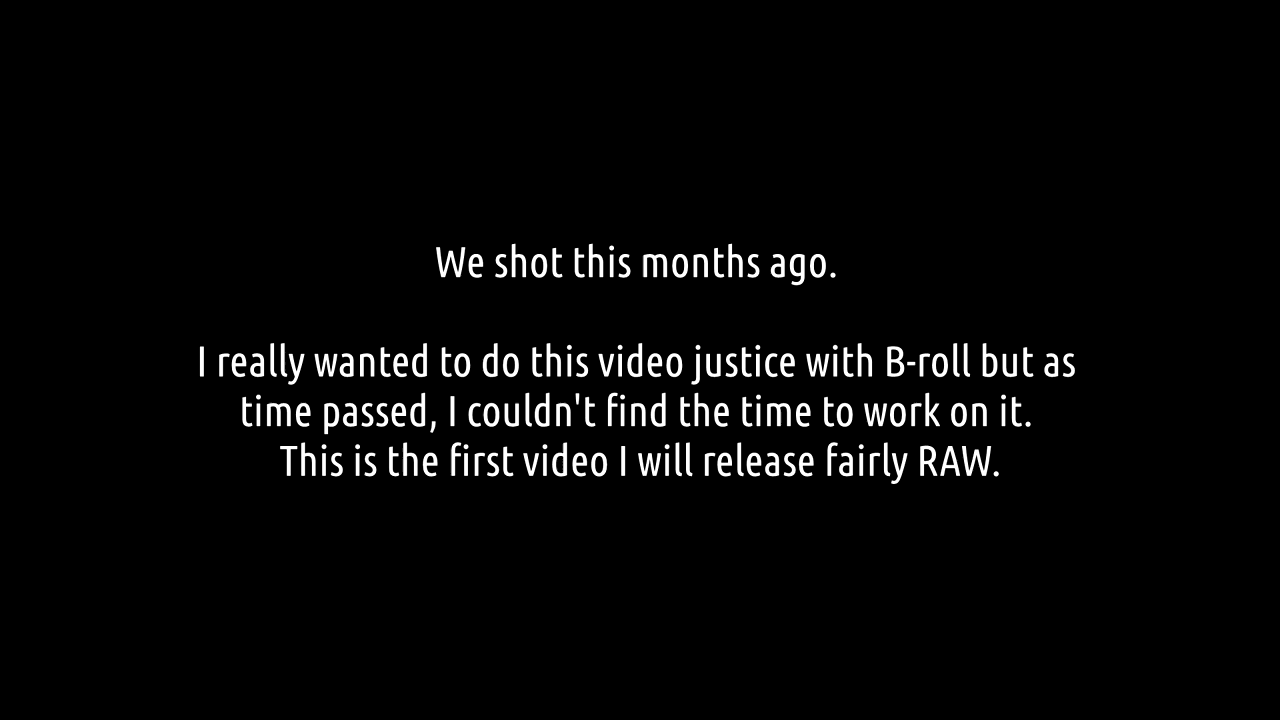 We shot this months ago.
I really wanted to do this video justice with B-roll but as
time passed, I couldn't find the time to work on it.
This is the first video I will release fairly RAW.